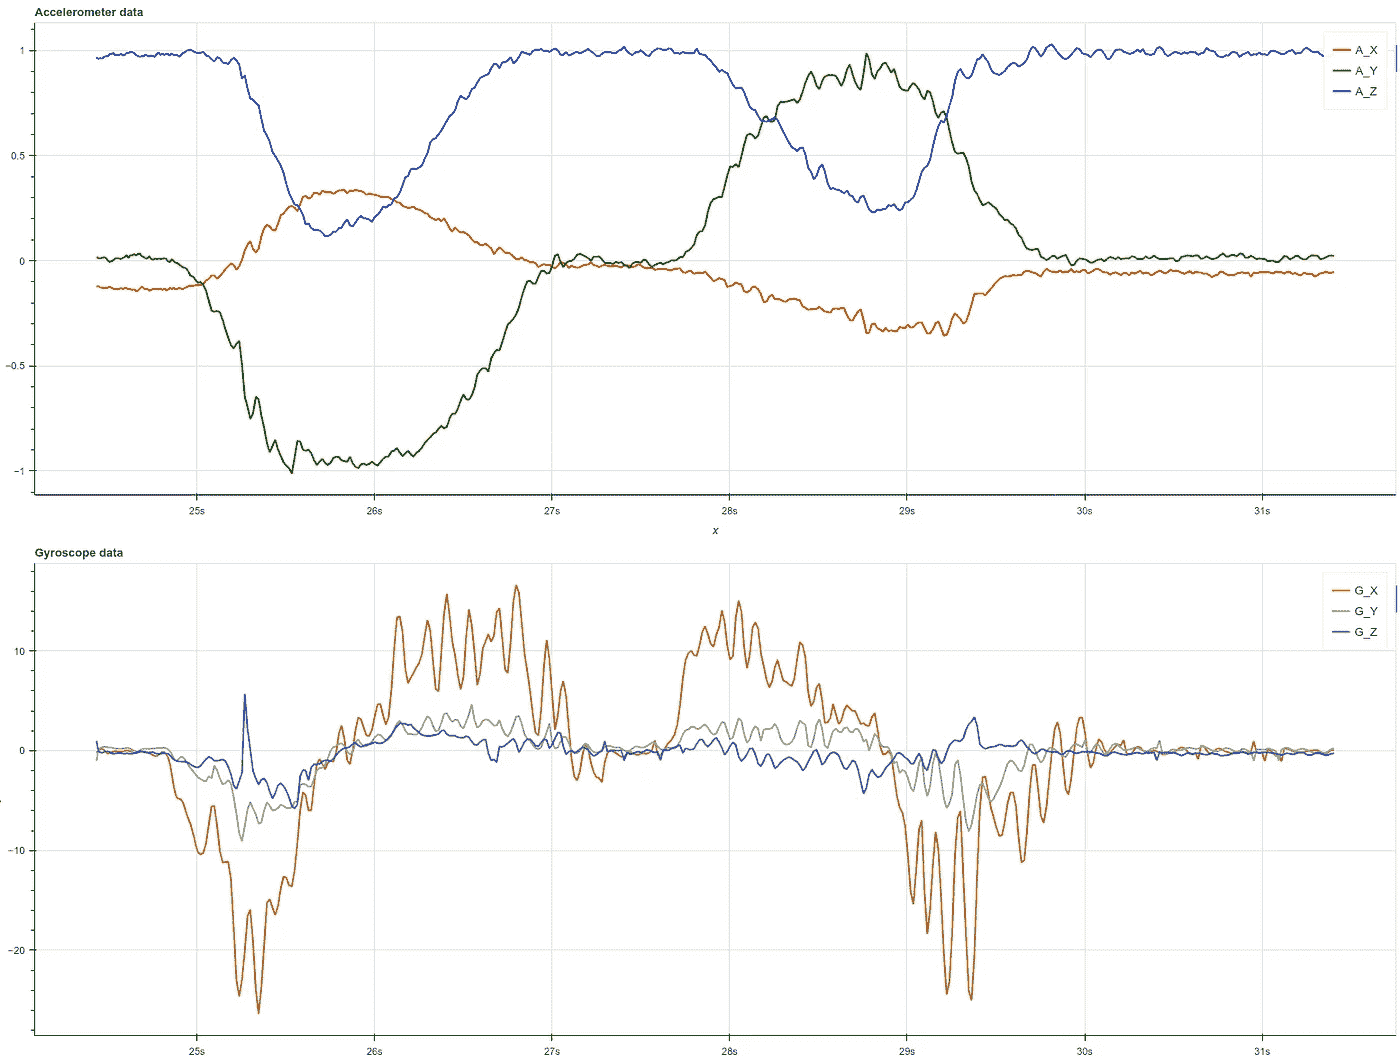 Accelerometer data
A_X
A_Y
A_Z
1
0.5
0
−0.5
−1
25s 26s 27s 28s 29s 30s 31s
x
Gyroscope data
G_X
G_Y
G_Z
10
0
−10
−20
25s 26s 27s 28s 29s 30s 31s